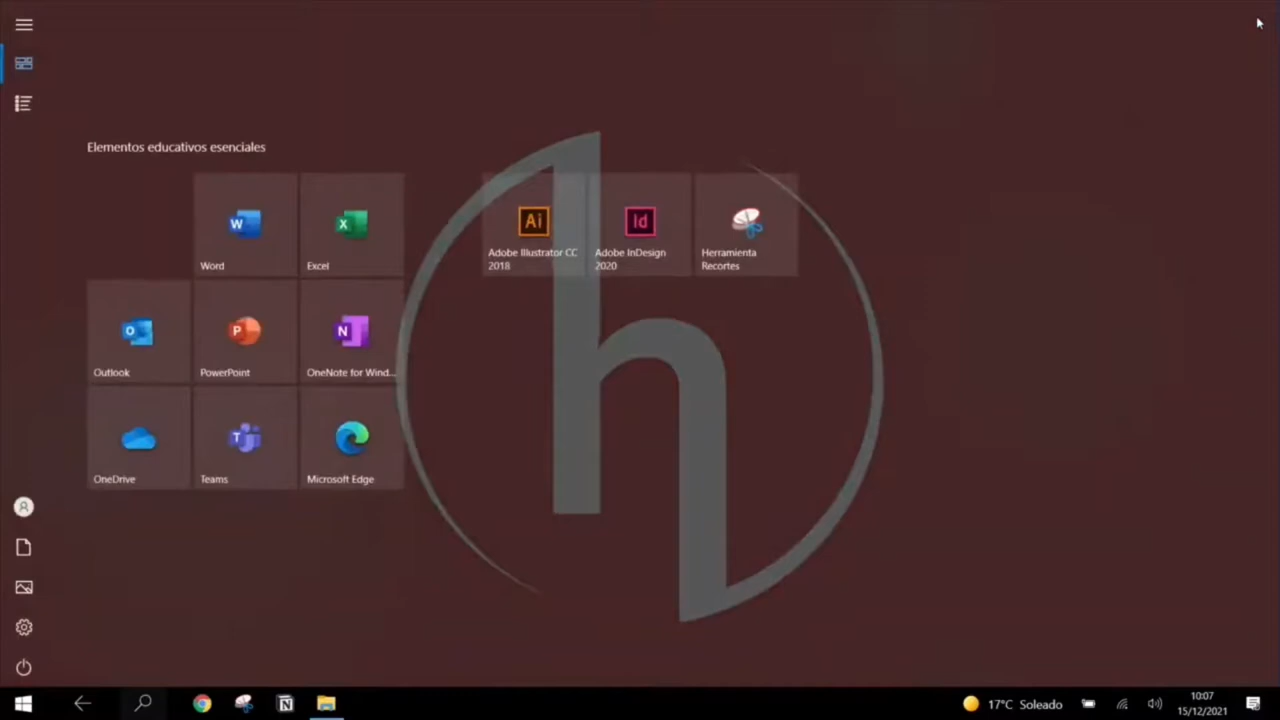 Elementos educativos esenciales
Word
Excel
Adobe Illustrator CC
2018
Adobe InDesign
2020
Herramienta
Recortes
Outlook
PowerPoint
OneNote for Wind...
OneDrive
Teams
Microsoft Edge
17°C Soleado
10:07
15/12/2021